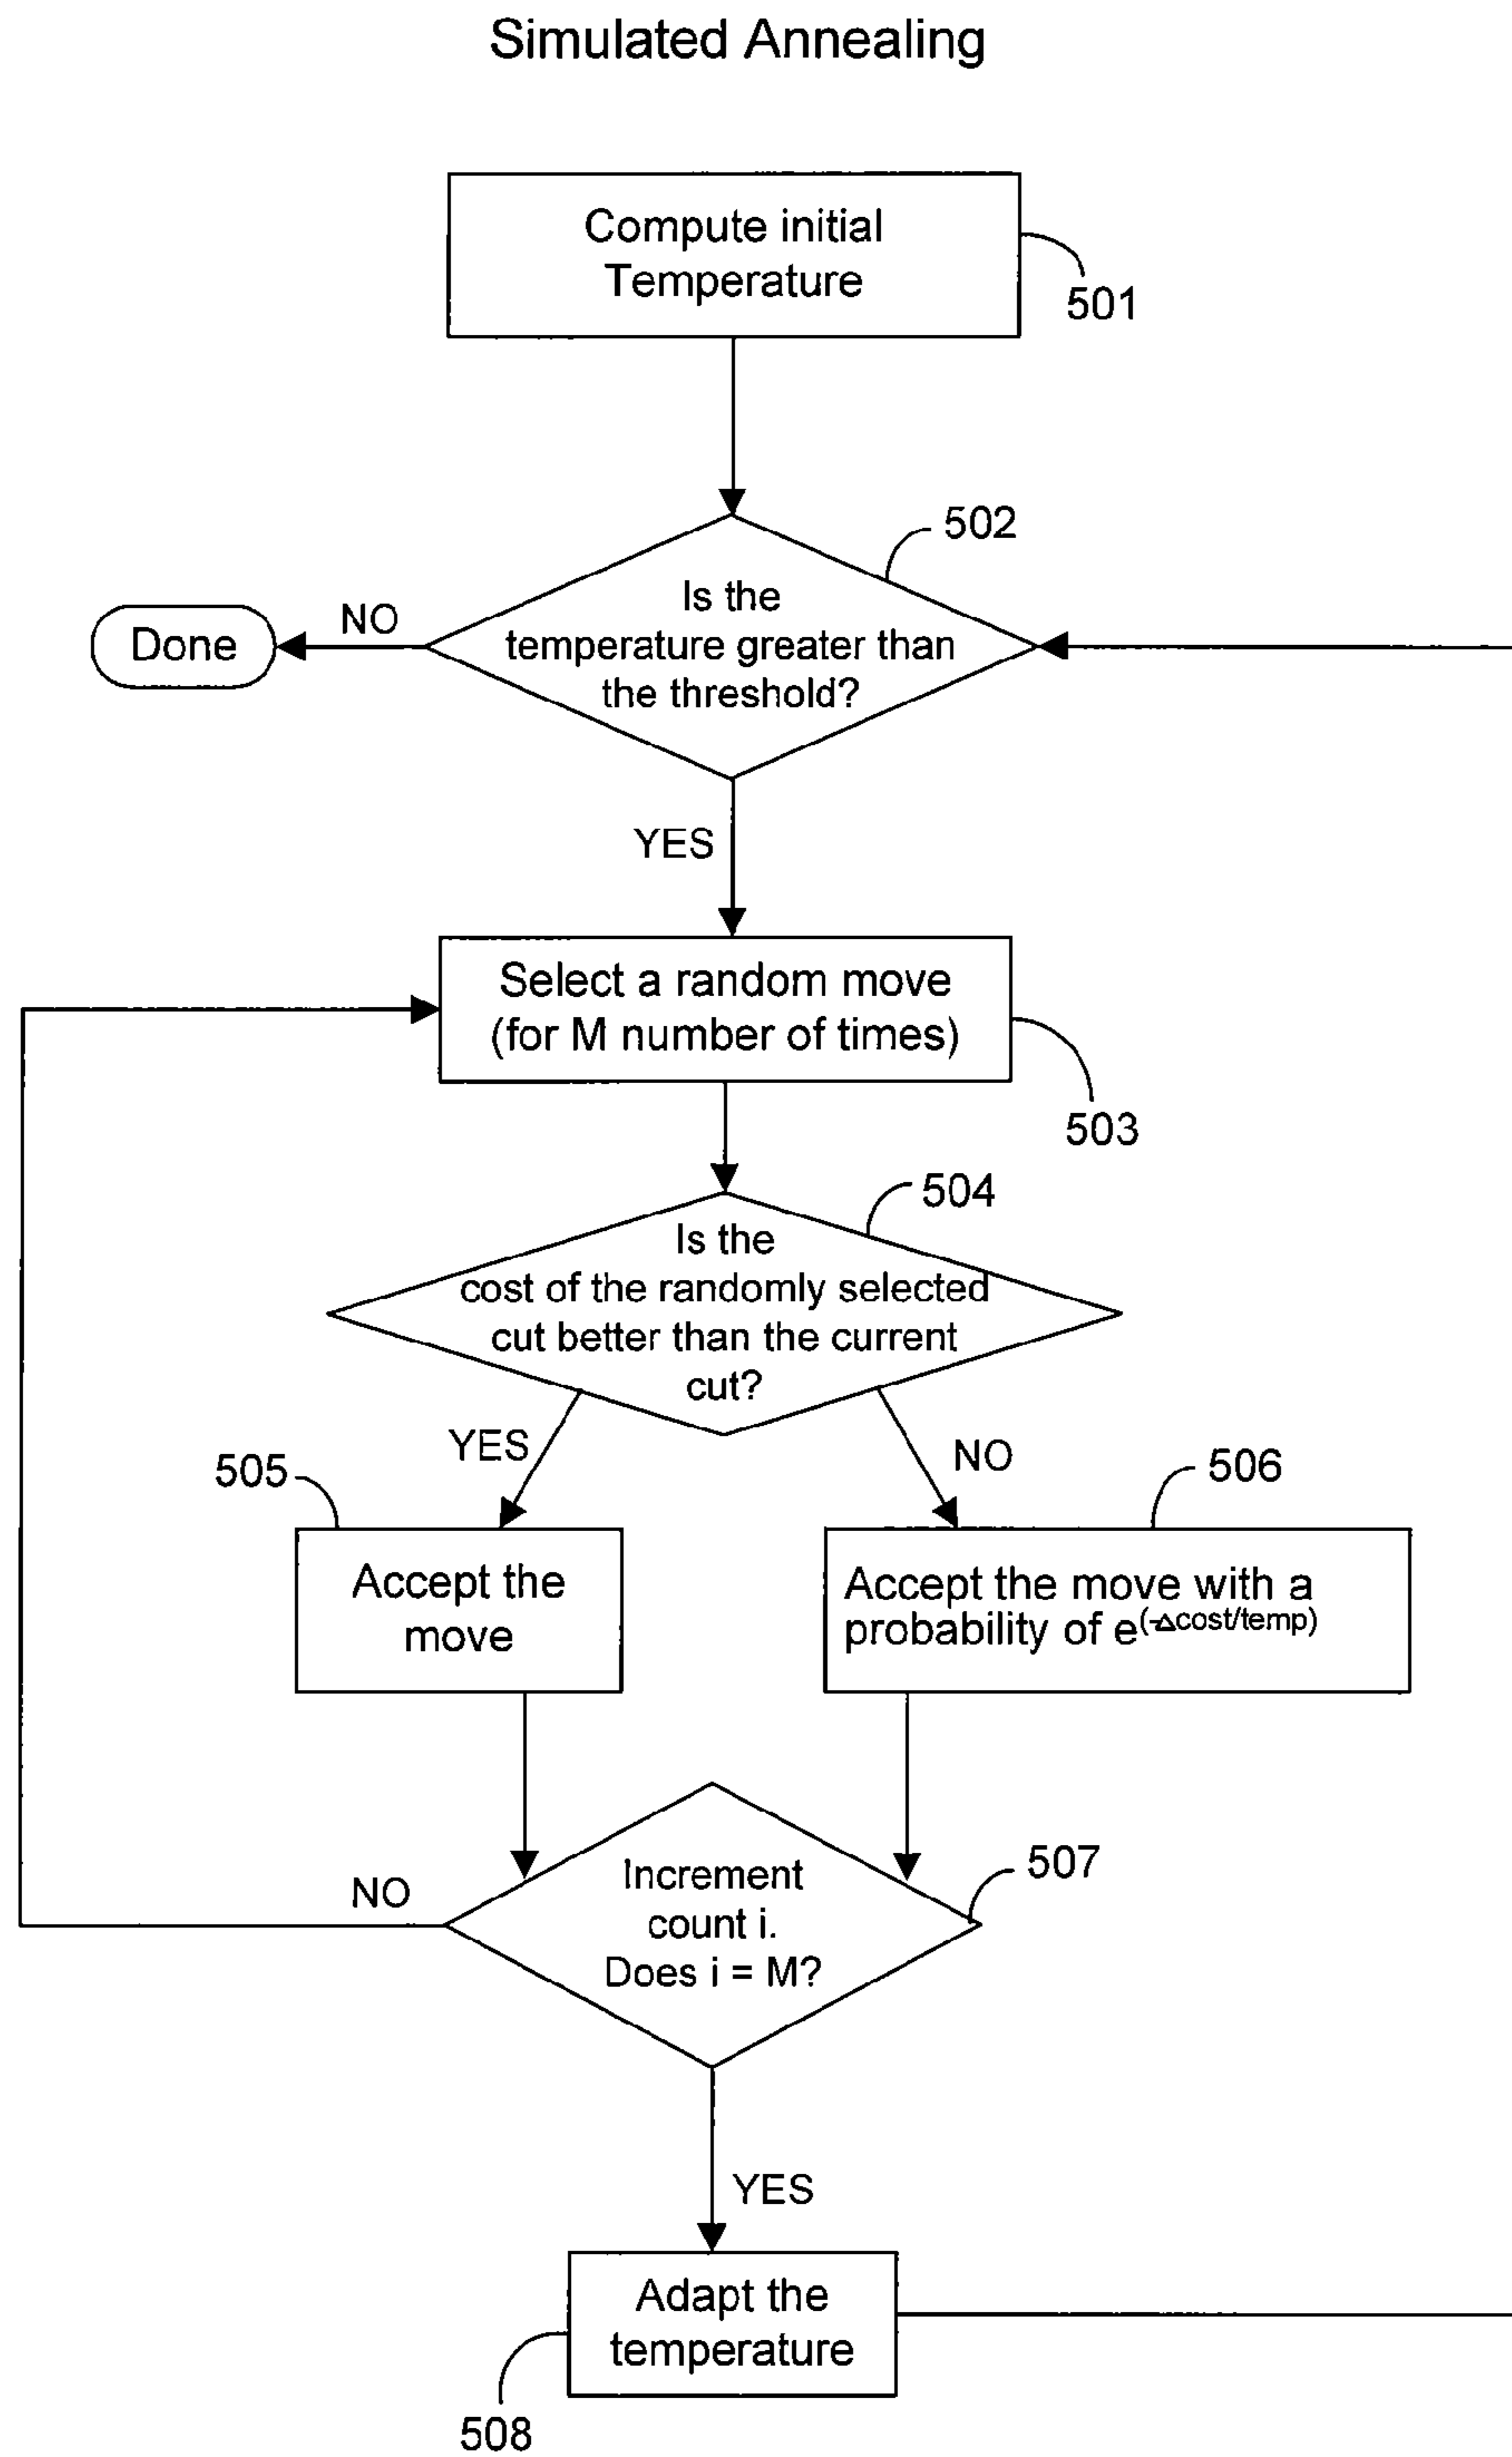 Simulated Annealing
Compute initial
Temperature
501
502
Is the
temperature greater than
the threshold?
NO
Done
YES
Select a random move
(for M number of times)
503
504
Is the
cost of the randomly selected
cut better than the current
cut?
YES
NO
505
506
Accept the
move
Accept the move with a
probability of e(-Δcost/temp)
507
Increment
count i.
Does i = M?
NO
YES
Adapt the
temperature
508